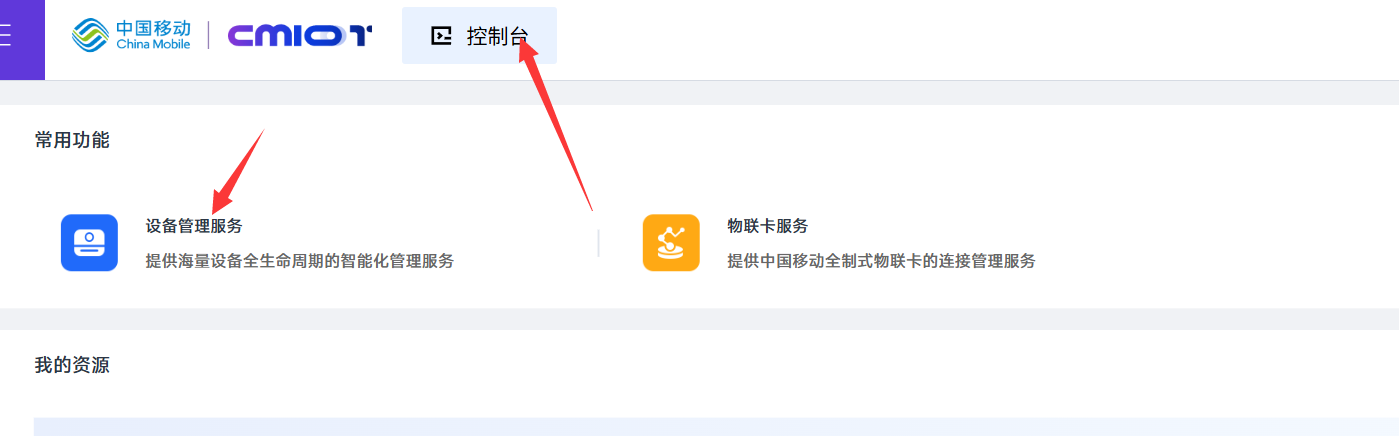 中国移动
China Mobile
CMIOT
控制台
常用功能
设备管理服务
提供海量设备全生命周期的智能化管理服务
物联卡服务
提供中国移动全制式物联卡的连接管理服务
我的资源